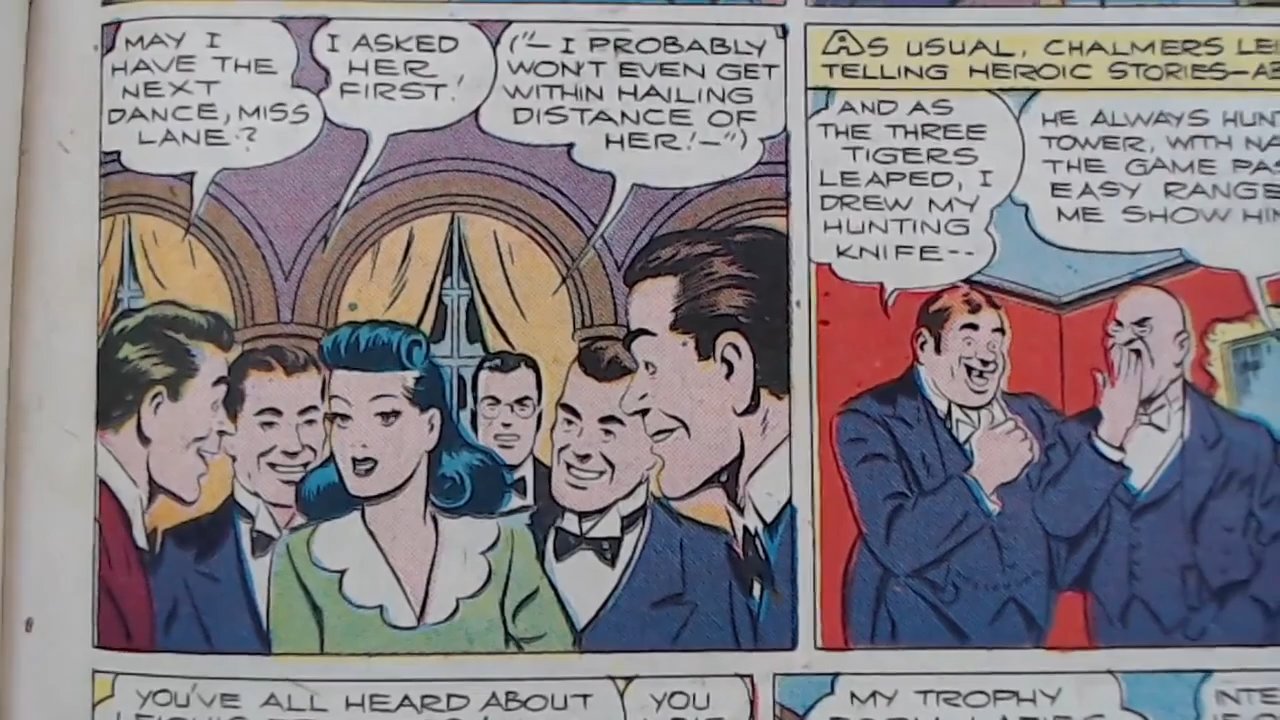 MAY I
HAVE THE
NEXT
DANCE, MISS
LANE?
I ASKED
HER
FIRST!
("— I PROBABLY
WON'T EVEN GET
WITHIN HAILING
DISTANCE OF
HER!—")
AS USUAL, CHALMERS
TELLING HEROIC STORIES—
AND AS
THE THREE
TIGERS
LEAPED, I
DREW MY
HUNTING
KNIFE--
HE ALWAYS
TOWER, WITH
THE GAME
EASY RANGE
ME SHOW
YOU'VE ALL HEARD ABOUT
YOU
MY TROPHY